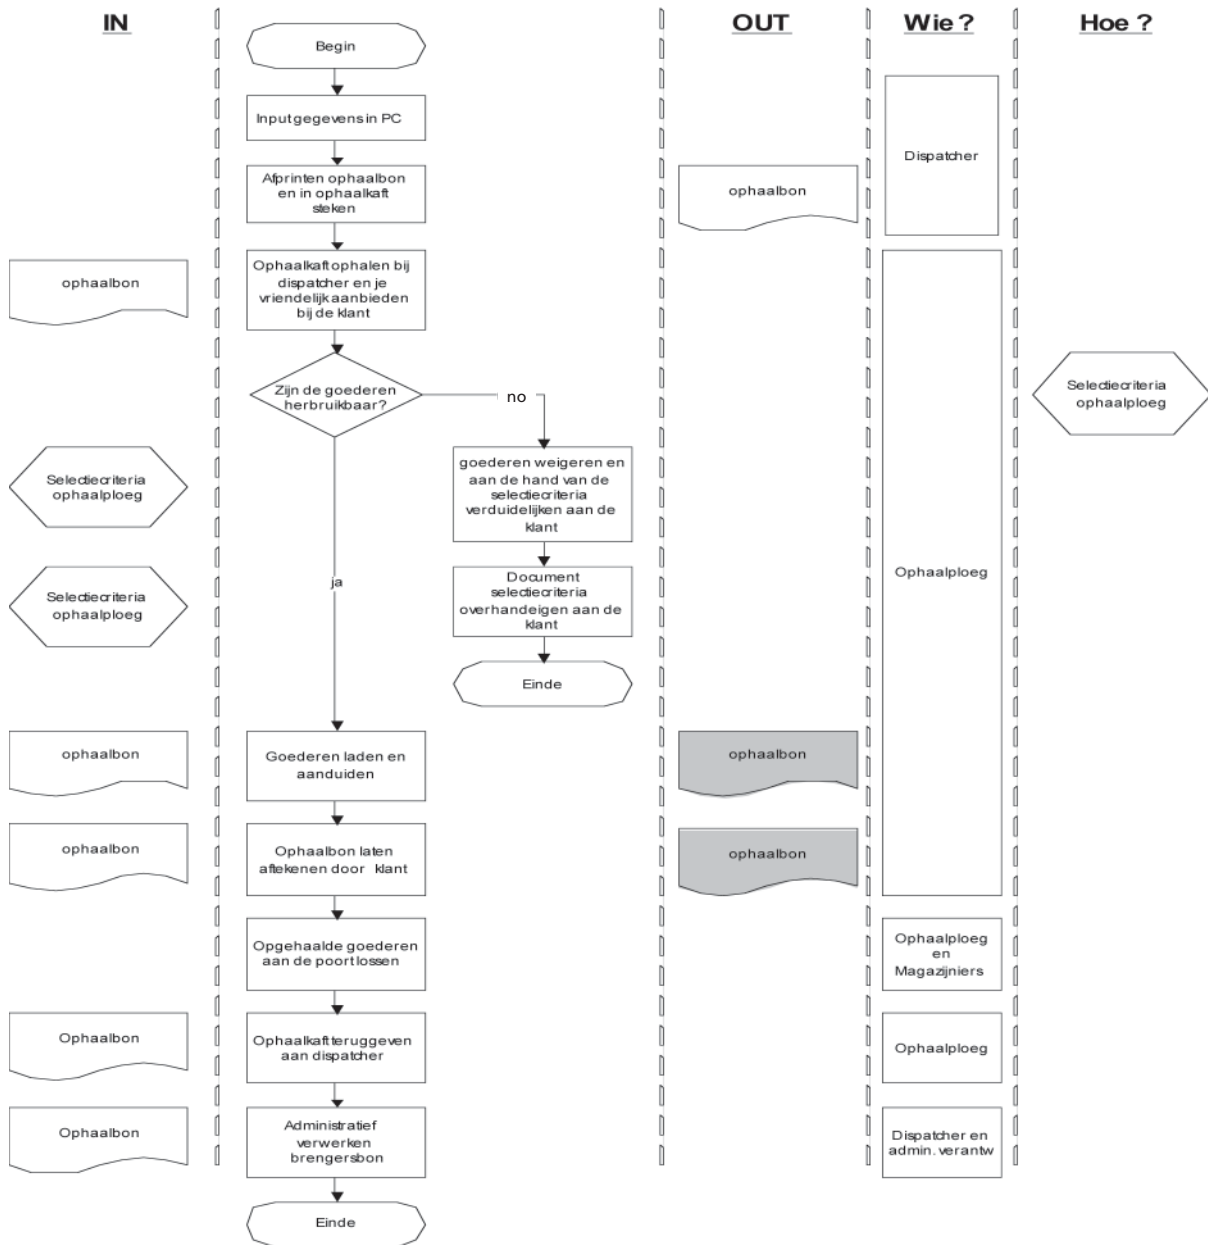 IN
OUT
Wie ?
Hoe ?
Begin
Input gegevens in PC
Dispatcher
Afprinten ophaalbon
en in ophaalkaft
steken
ophaalbon
ophaalbon
Ophaalkaft ophalen bij
dispatcher en je
vriendelijk aanbieden
bij de klant
Zijn de goederen
herbruikbaar?
no
Selectiecriteria
ophaalploeg
Selectiecriteria
ophaalploeg
goederen weigeren en
aan de hand van de
selectiecriteria
verduidelijken aan de
klant
Ophaalploeg
ja
Selectiecriteria
ophaalploeg
Document
selectiecriteria
overhandeigen aan de
klant
Einde
ophaalbon
Goederen laden en
aanduiden
ophaalbon
ophaalbon
Ophaalbon laten
aftekenen door klant
ophaalbon
Opgehaalde goederen
aan de poort lossen
Ophaalploeg
en
Magazijniers
Ophaalbon
Ophaalkaft teruggeven
aan dispatcher
Ophaalploeg
Ophaalbon
Administratief
verwerken
brengersbon
Dispatcher en
admin. verantw
Einde